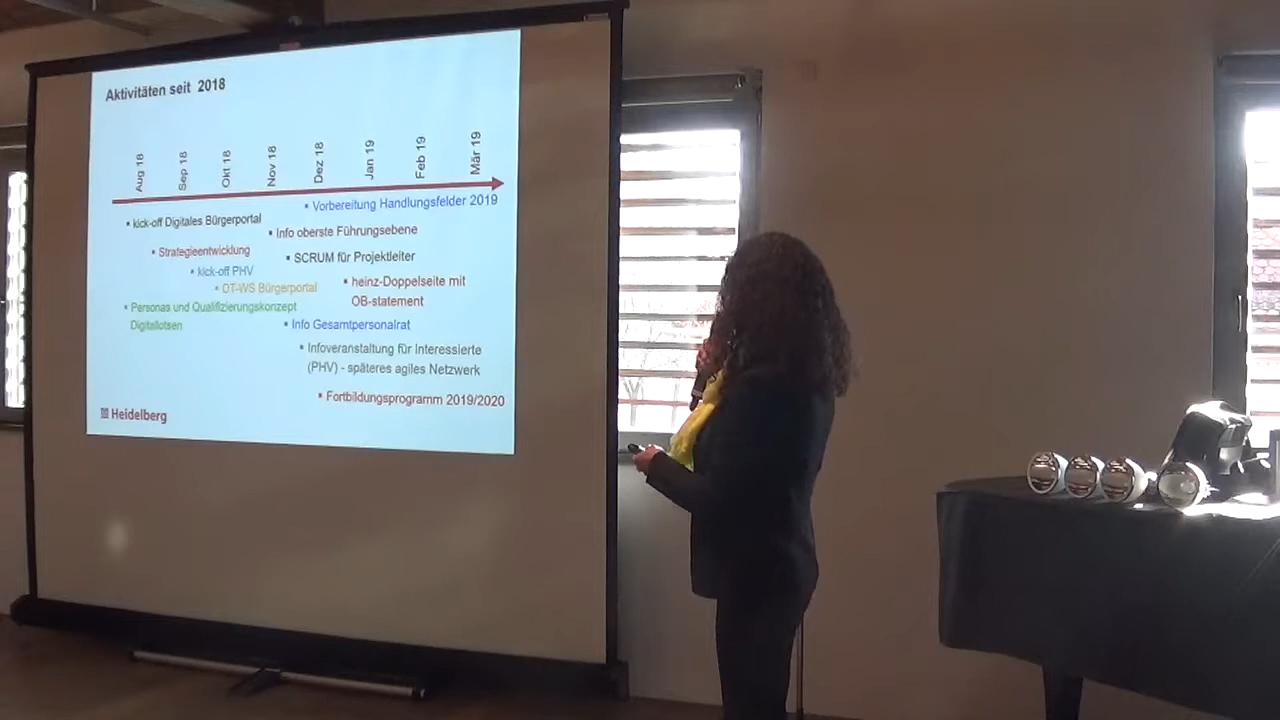 Aktivitäten seit 2018
Aug 18
Sep 18
Okt 18
Nov 18
Dez 18
Jan 19
Feb 19
Mär 19
▪ Vorbereitung Handlungsfelder 2019
▪ kick-off Digitales Bürgerportal
▪ Info oberste Führungsebene
▪ Strategieentwicklung
▪ SCRUM für Projektleiter
▪ kick-off PHV
▪ OT-WS Bürgerportal
▪ heinz-Doppelseite mit
OB-statement
▪ Personas und Qualifizierungskonzept
Digitallotsen
▪ Info Gesamtpersonalrat
▪ Infoveranstaltung für Interessierte
(PHV) - späteres agiles Netzwerk
▪ Fortbildungsprogramm 2019/2020
Heidelberg